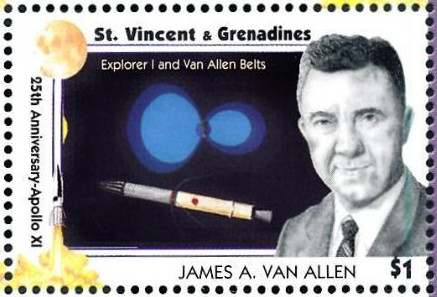 St. Vincent & Grenadines
Explorer I and Van Allen Belts
25th Anniversary-Apollo XI
JAMES A. VAN ALLEN
$1